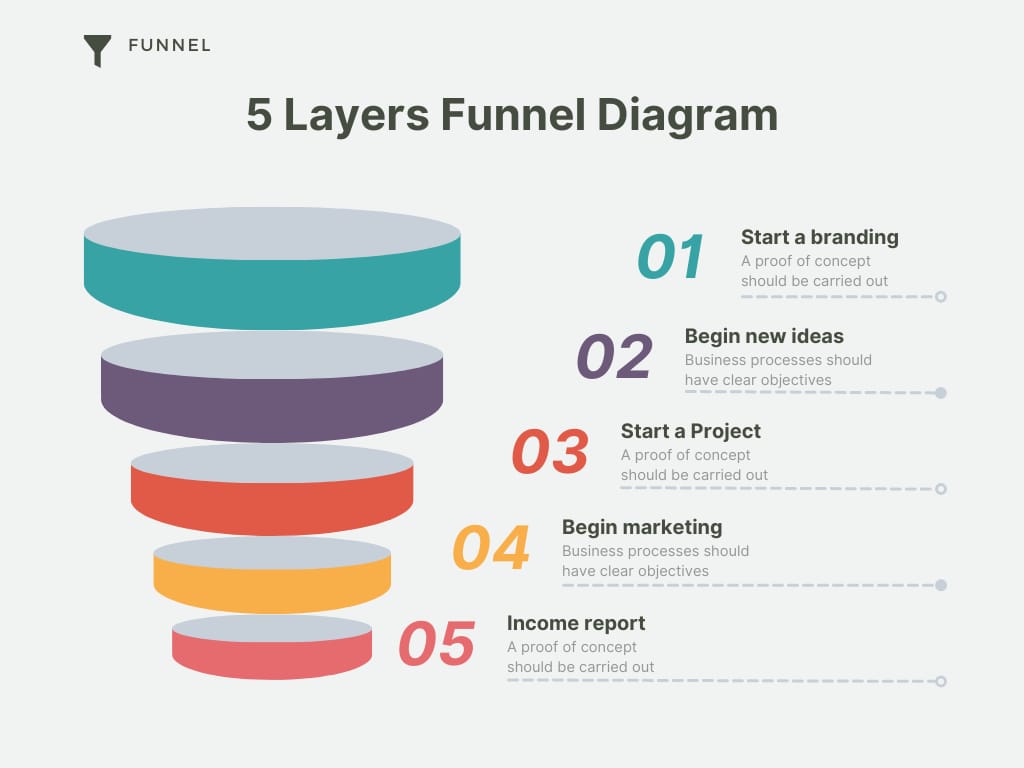 FUNNEL
5 Layers Funnel Diagram
01
Start a branding
A proof of concept
should be carried out
02
Begin new ideas
Business processes should
have clear objectives
03
Start a Project
A proof of concept
should be carried out
04
Begin marketing
Business processes should
have clear objectives
05
Income report
A proof of concept
should be carried out